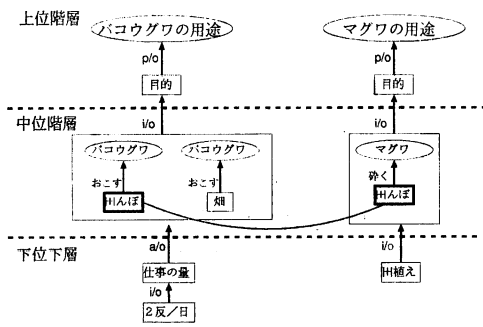 上位階層
バコウグワの用途
マグワの用途
p/o
p/o
目的
目的
i/o
i/o
中位階層
バコウグワ
バコウグワ
マグワ
おこす
おこす
砕く
田んぼ
畑
田んぼ
下位下層
a/o
i/o
仕事の量
田植え
i/o
2反/日